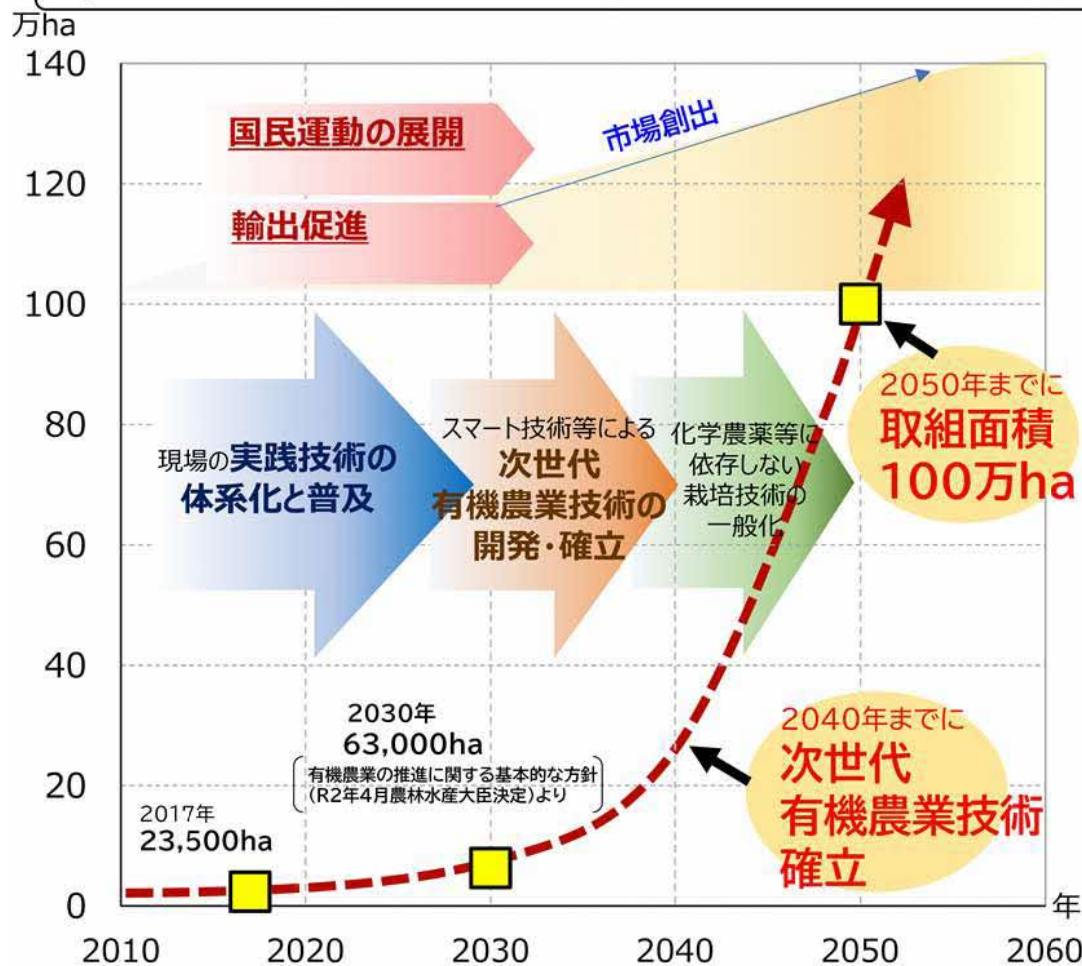 万ha
140
120
100
80
60
40
20
0
国民運動の展開
輸出促進
市場創出
現場の実践技術の
体系化と普及
スマート技術等による
次世代
有機農業技術の
開発・確立
化学農薬等に
依存しない
栽培技術の
一般化
2050年までに
取組面積
100万ha
2030年
63,000ha
有機農業の推進に関する基本的な方針
(R2年4月農林水産大臣決定)より
2017年
23,500ha
2040年までに
次世代
有機農業技術
確立
2010
2020
2030
2040
2050
2060
年